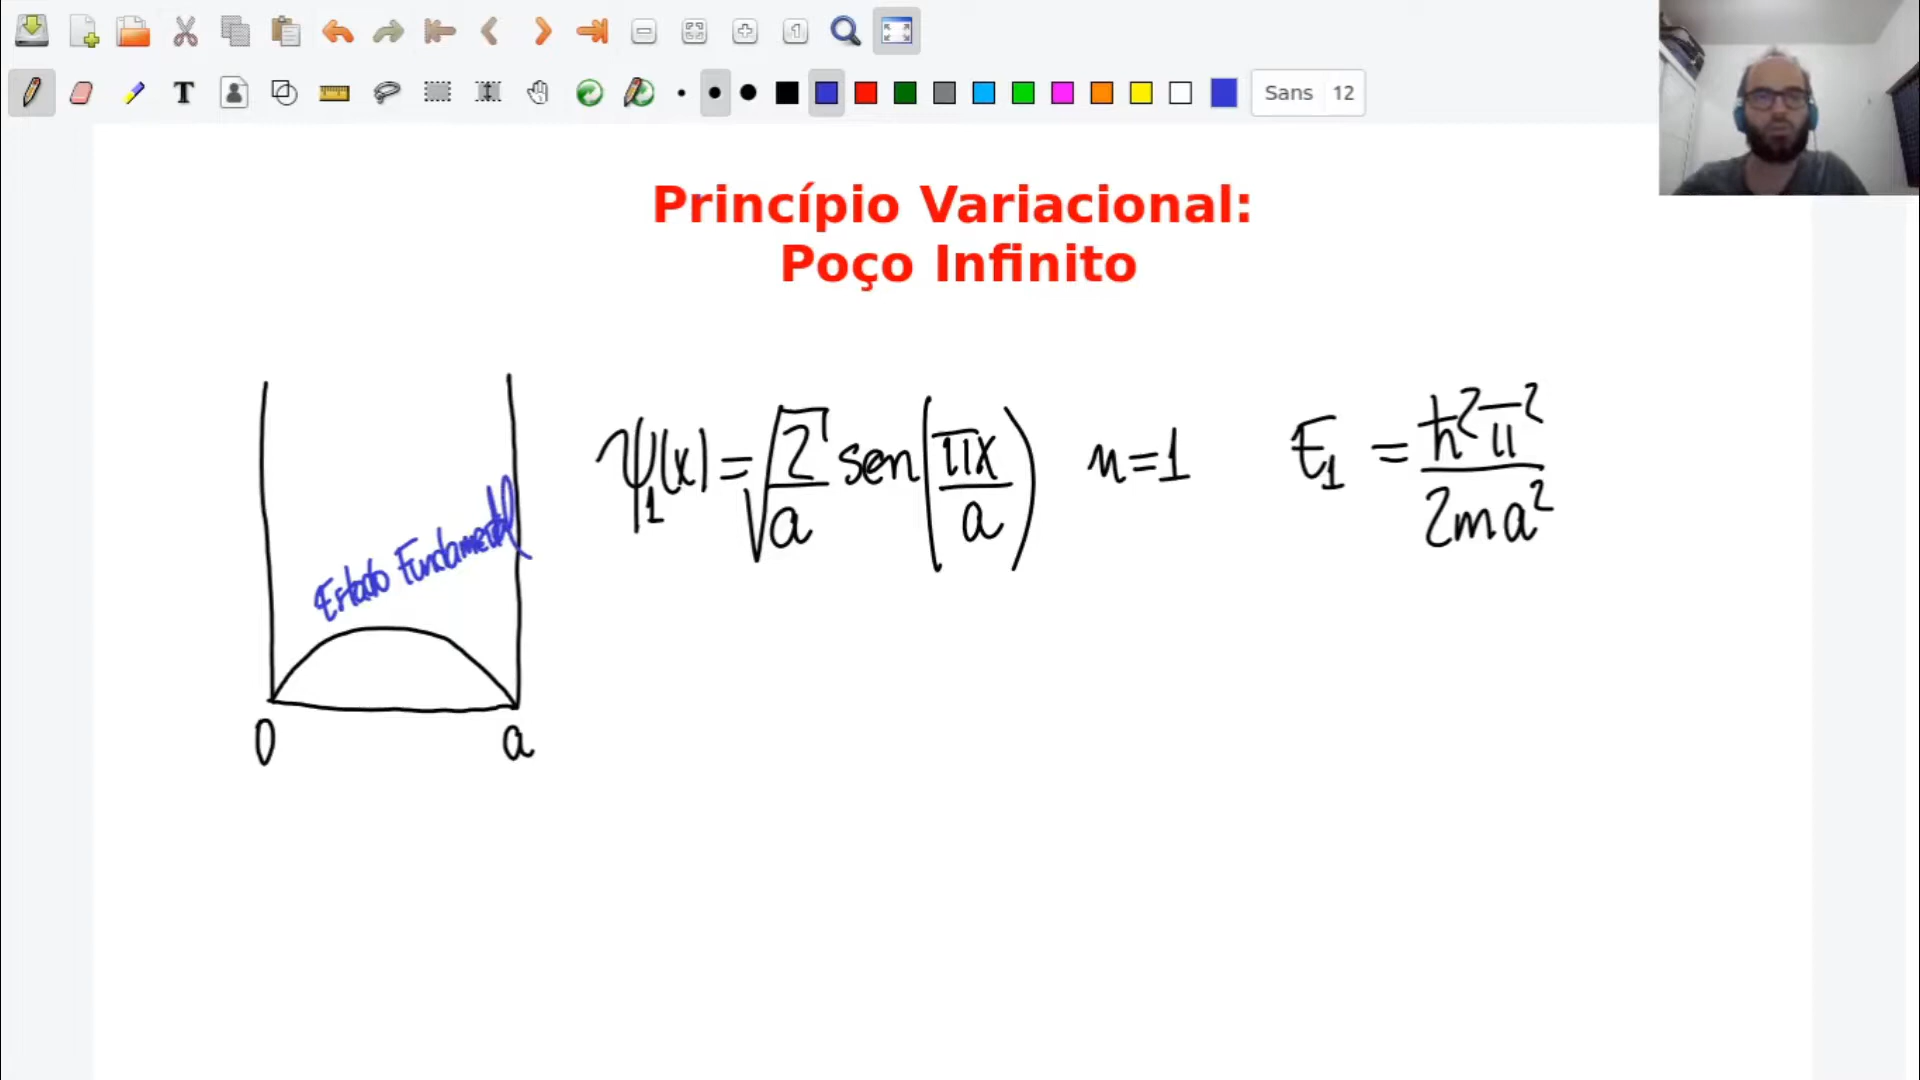 Sans 12
Princípio Variacional:
Poço Infinito
ψ₁(x) = √(2/a) sen(πx/a) n=1 E₁ = ħ²π²/2ma²
Estado Fundamental
0 a